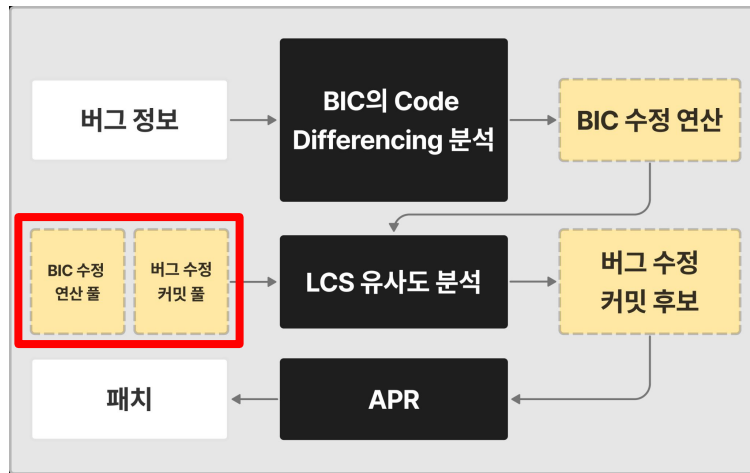 버그 정보
BIC의 Code
Differencing 분석
BIC 수정 연산
BIC 수정
연산 풀
버그 수정
커밋 풀
LCS 유사도 분석
버그 수정
커밋 후보
패치
APR